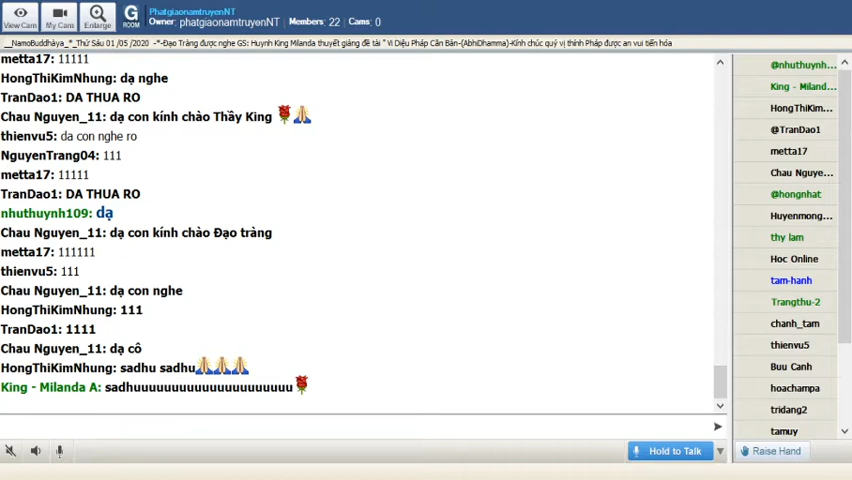 View Cam
My Cam
Enlarge
G
ROOM
PhatgiaonamtruyenNT
Owner: phatgiaonamtruyenNT Members: 22 Cams: 0
__NamoBuddhàya_*_Thứ Sáu 01 /05 /2020 -*-Đạo Tràng được nghe GS: Huynh King Milanda thuyết giảng đề tài " Vi Diệu Pháp Căn Bản-(AbhiDhamma)-Kính chúc quý vị thính Pháp được an vui tiến hóa
metta17: 11111
HongThiKimNhung: dạ nghe
TranDao1: DA THUA RO
Chau Nguyen_11: dạ con kính chào Thầy King
thienvu5: da con nghe ro
NguyenTrang04: 111
metta17: 11111
TranDao1: DA THUA RO
nhuthuynh109: dạ
Chau Nguyen_11: dạ con kính chào Đạo tràng
metta17: 111111
thienvu5: 111
Chau Nguyen_11: dạ con nghe
HongThiKimNhung: 111
TranDao1: 1111
Chau Nguyen_11: dạ cô
HongThiKimNhung: sadhu sadhu
King - Milanda A: sadhuuuuuuuuuuuuuuuuuuuuu
@nhuthuynh...
King - Miland...
HongThiKim...
@TranDao1
metta17
Chau Nguye...
@hongnhat
Huyenmong...
thy lam
Hoc Online
tam-hanh
Trangthu-2
chanh_tam
thienvu5
Buu Canh
hoachampa
tridang2
tamuy
Hold to Talk
Raise Hand